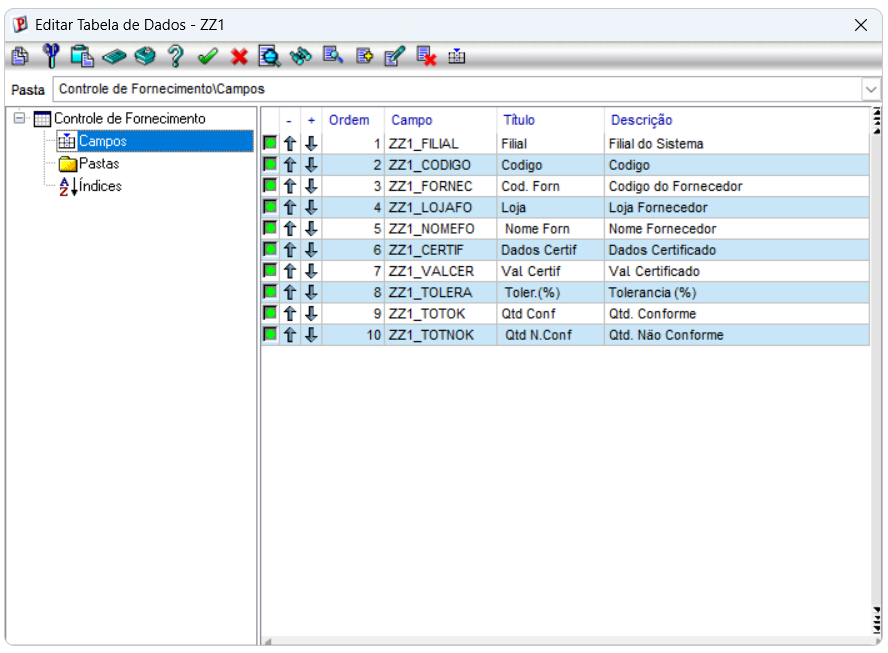 Editar Tabela de Dados - ZZ1
Pasta Controle de Fornecimento\Campos
Controle de Fornecimento
Campos
Pastas
Índices
- + Ordem Campo Título Descrição
1 ZZ1_FILIAL Filial Filial do Sistema
2 ZZ1_CODIGO Codigo Codigo
3 ZZ1_FORNEC Cod. Forn Codigo do Fornecedor
4 ZZ1_LOJAFO Loja Loja Fornecedor
5 ZZ1_NOMEFO Nome Forn Nome Fornecedor
6 ZZ1_CERTIF Dados Certif Dados Certificado
7 ZZ1_VALCER Val Certif Val Certificado
8 ZZ1_TOLERA Toler.(%) Tolerancia (%)
9 ZZ1_TOTOK Qtd Conf Qtd. Conforme
10 ZZ1_TOTNOK Qtd N.Conf Qtd. Não Conforme